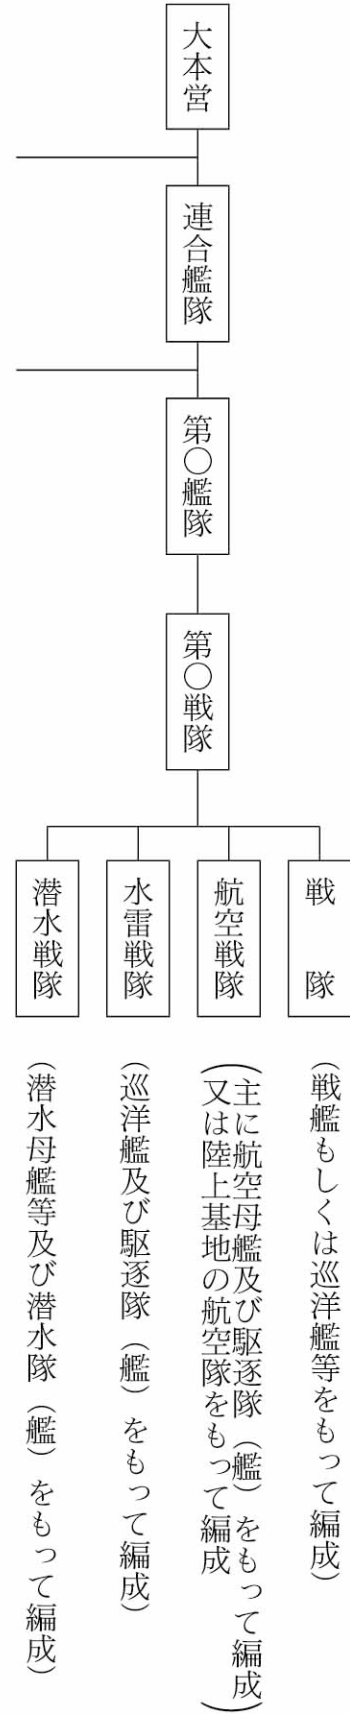 大本営
連合艦隊
第〇艦隊
第〇戦隊
戦　隊
（戦艦もしくは巡洋艦等をもって編成）
航空戦隊
（主に航空母艦及び駆逐隊（艦）をもって編成
又は陸上基地の航空隊をもって編成）
水雷戦隊
（巡洋艦及び駆逐隊（艦）をもって編成）
潜水戦隊
（潜水母艦等及び潜水隊（艦）をもって編成）